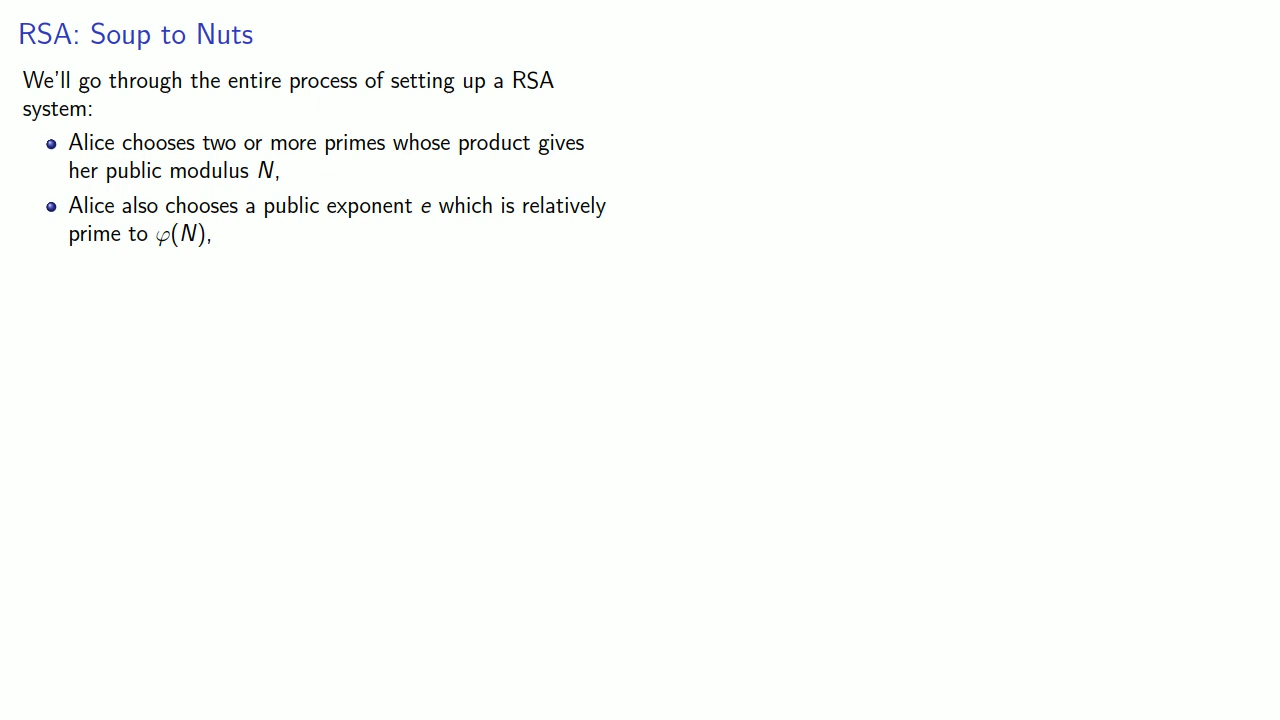 RSA: Soup to Nuts
We'll go through the entire process of setting up a RSA
system:
Alice chooses two or more primes whose product gives
her public modulus N,
Alice also chooses a public exponent e which is relatively
prime to φ(N),